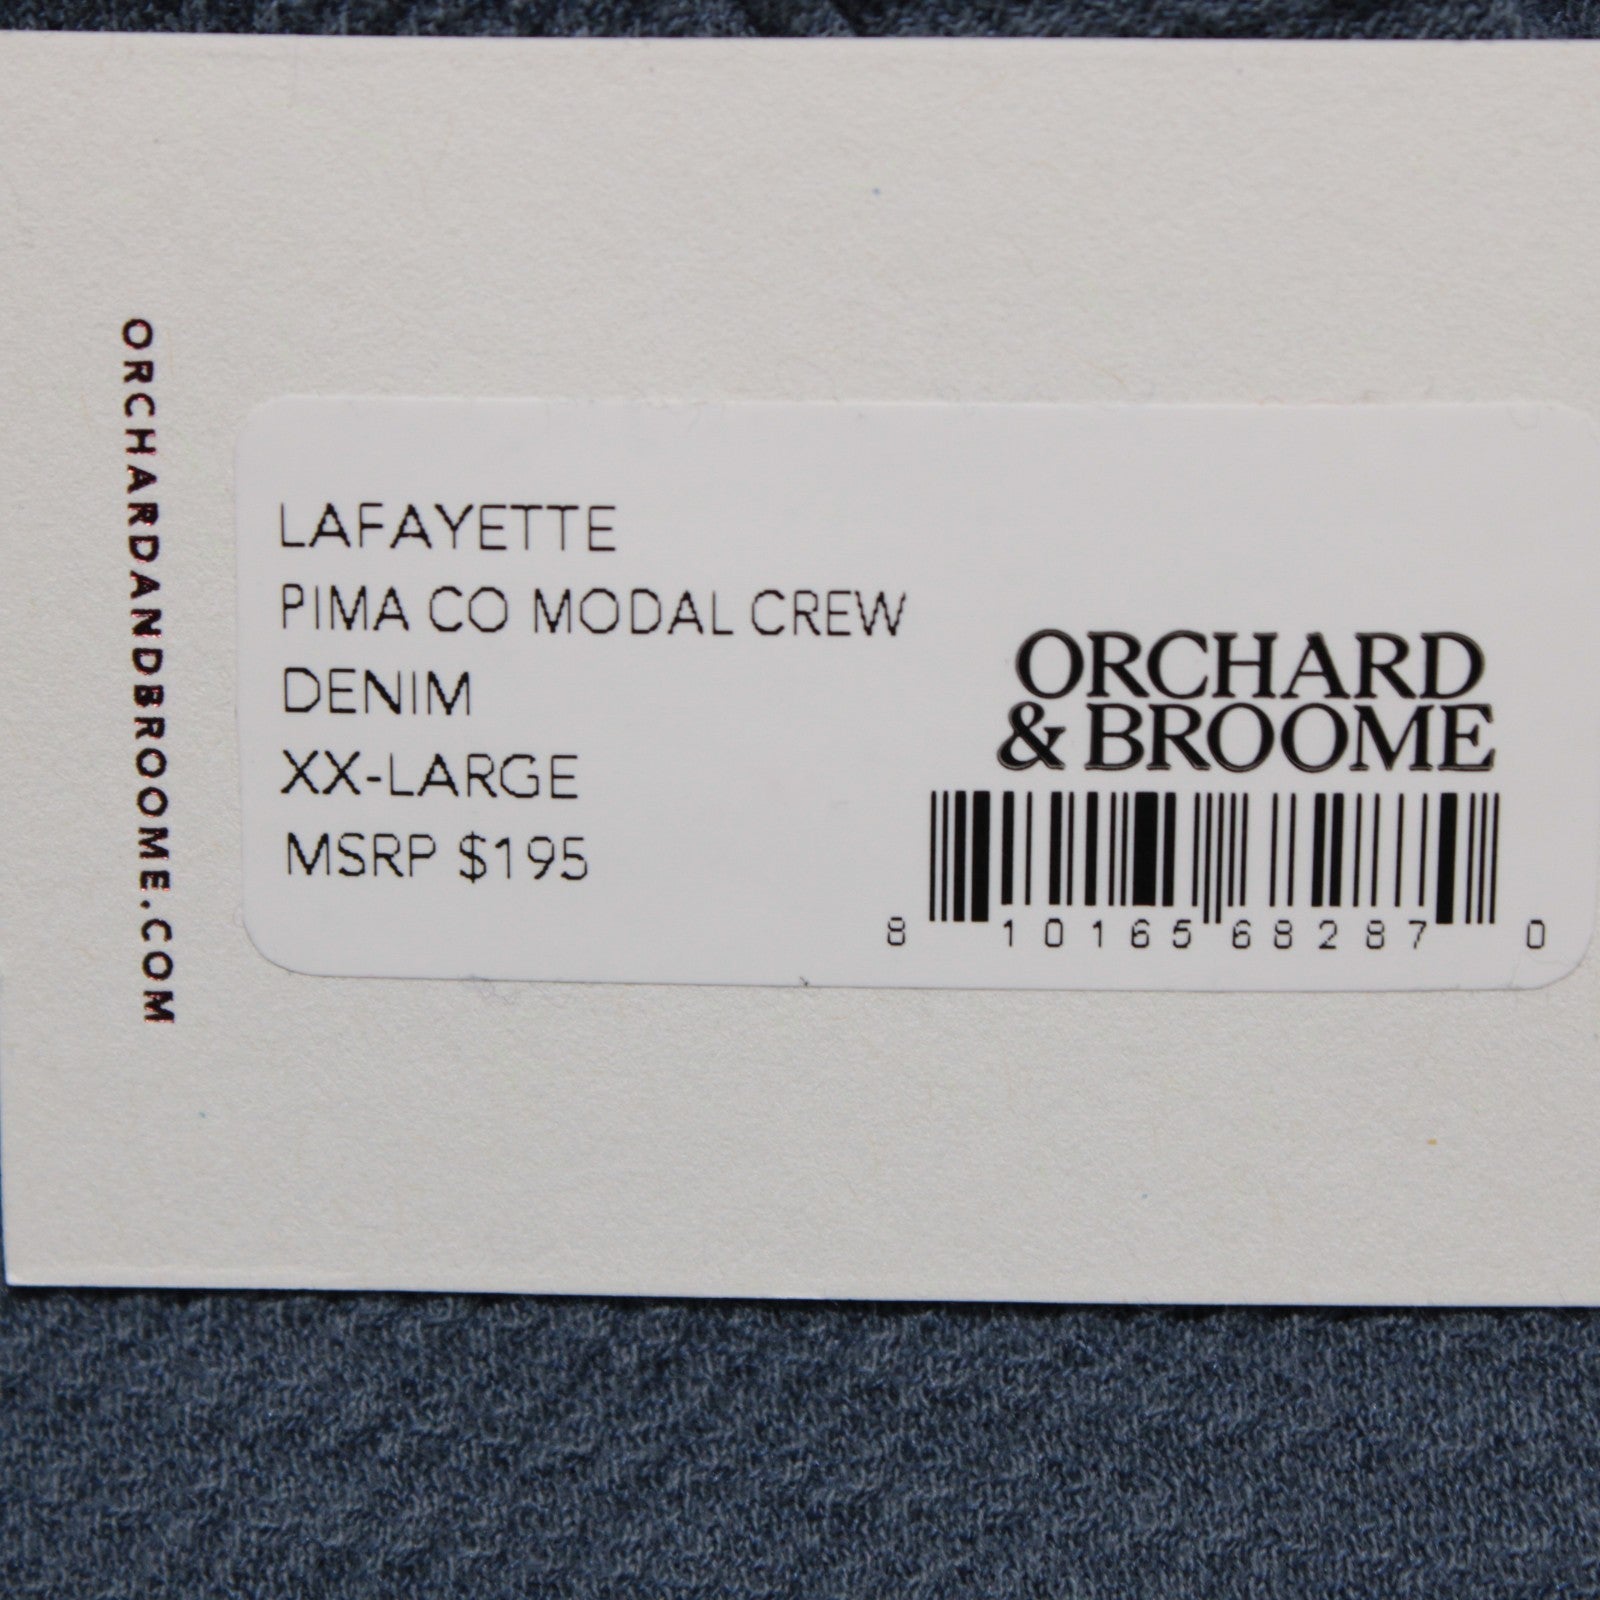 ORCHARDANDBROOME.COM
LAFAYETTE
PIMA CO MODAL CREW
DENIM
XX-LARGE
MSRP $195
ORCHARD
& BROOME
8 10165 68287 0